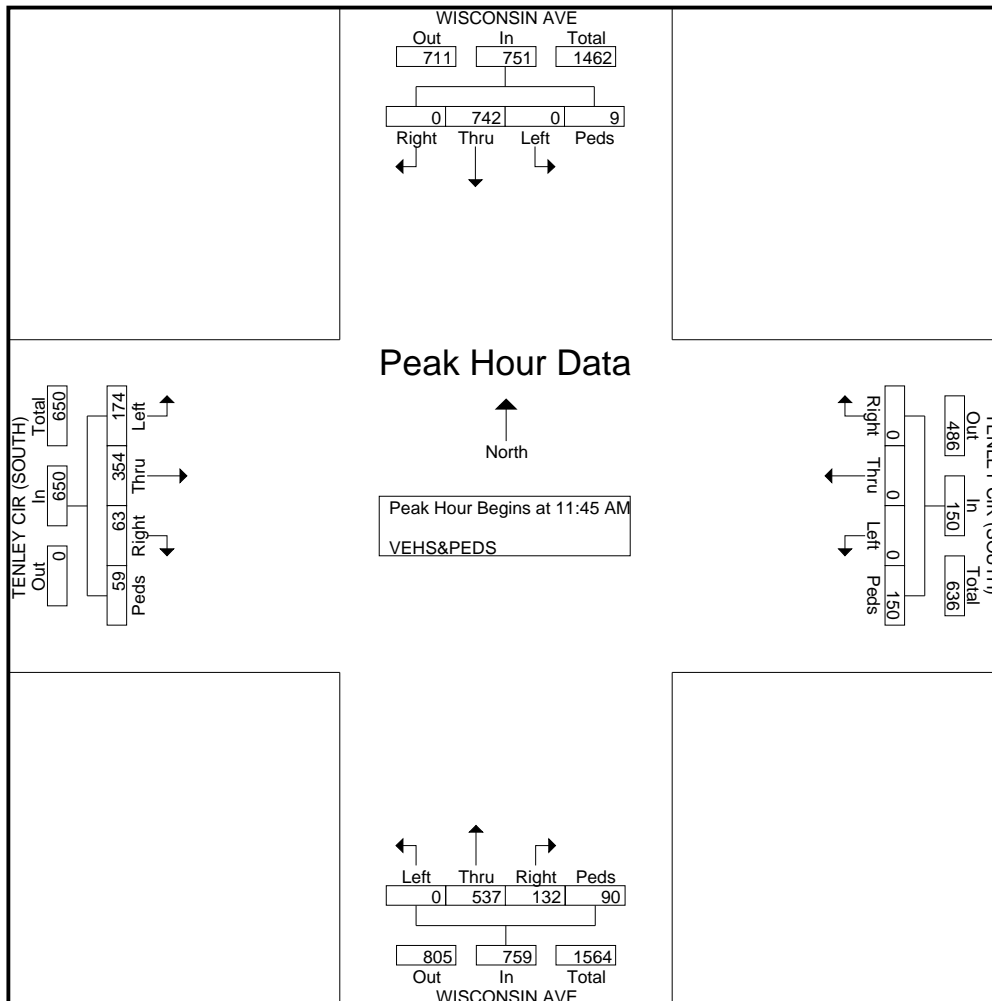 WISCONSIN AVE
Out In Total
711 751 1462
0 742 0 9
Right Thru Left Peds
Peak Hour Data
North
Peak Hour Begins at 11:45 AM
VEHS&PEDS
TENLEY CIR (SOUTH)
Out In Total
0 650 650
Left Thru Right Peds
174 354 63 59
TENLEY CIR (SOUTH)
Out In Total
486 150 636
Right Thru Left Peds
0 0 0 150
Left Thru Right Peds
0 537 132 90
805 759 1564
Out In Total
WISCONSIN AVE